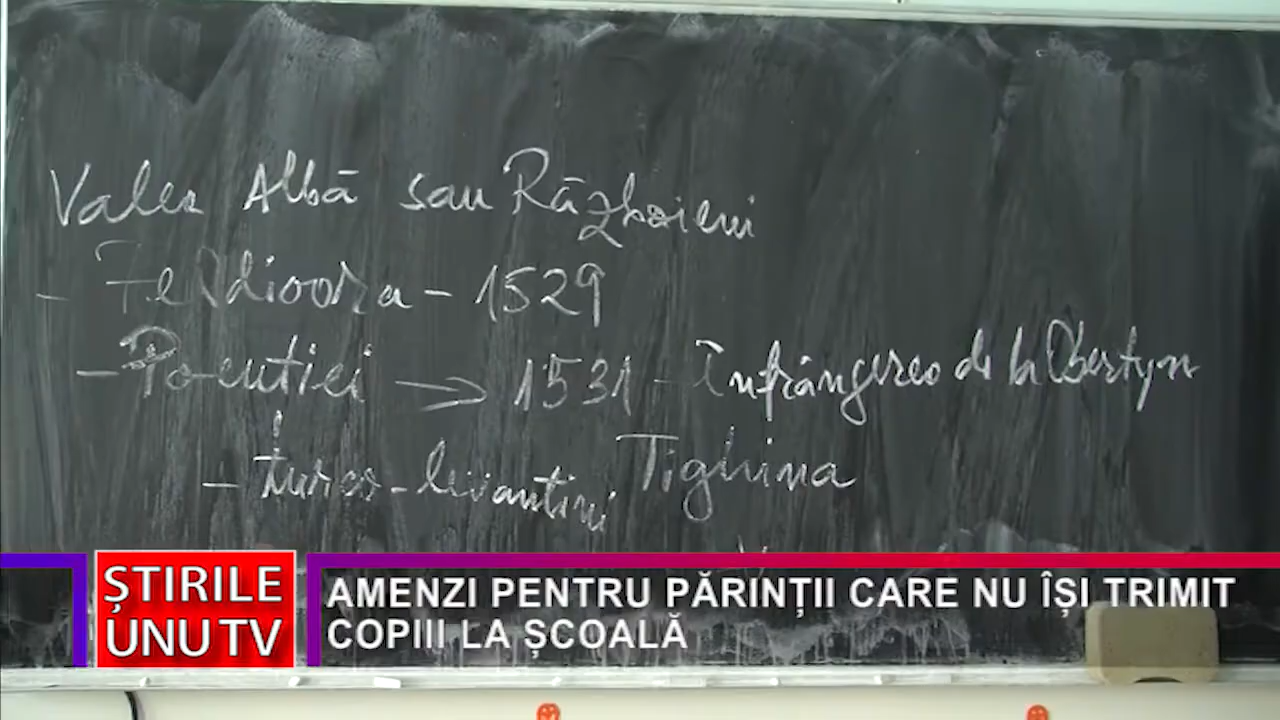 Valea Albă sau Războieni
- Feldioara - 1529
- Pocutiei → 1531 - Înfrângerea de la Obertyn
- turco-levantini Tighina
ȘTIRILE
UNU TV
AMENZI PENTRU PĂRINȚII CARE NU ÎȘI TRIMIT
COPIII LA ȘCOALĂ